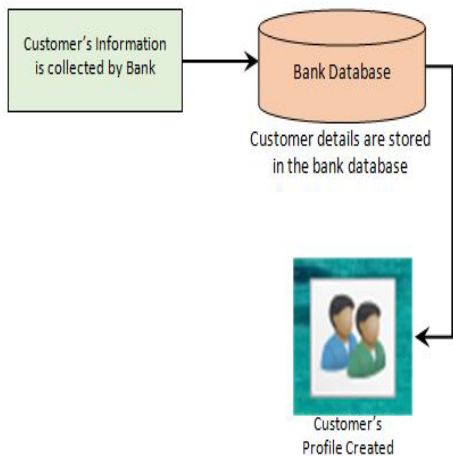 Customer's Information
is collected by Bank
Bank Database
Customer details are stored
in the bank database
Customer's
Profile Created